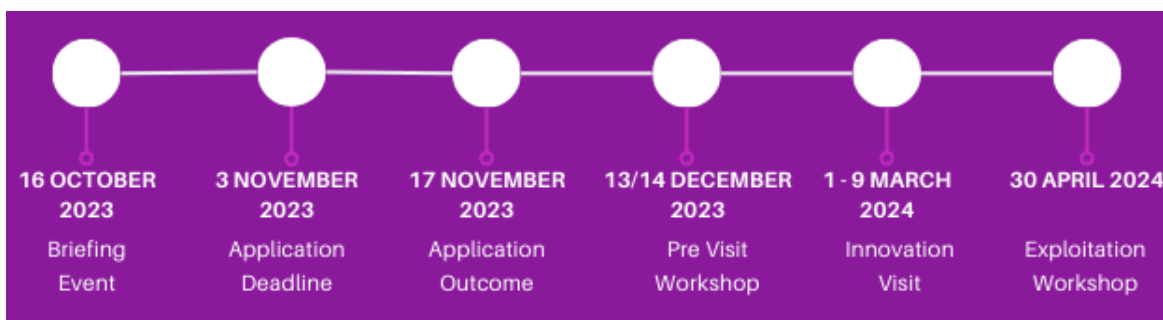 16 OCTOBER
2023
Briefing
Event
3 NOVEMBER
2023
Application
Deadline
17 NOVEMBER
2023
Application
Outcome
13/14 DECEMBER
2023
Pre Visit
Workshop
1 - 9 MARCH
2024
Innovation
Visit
30 APRIL 2024
Exploitation
Workshop